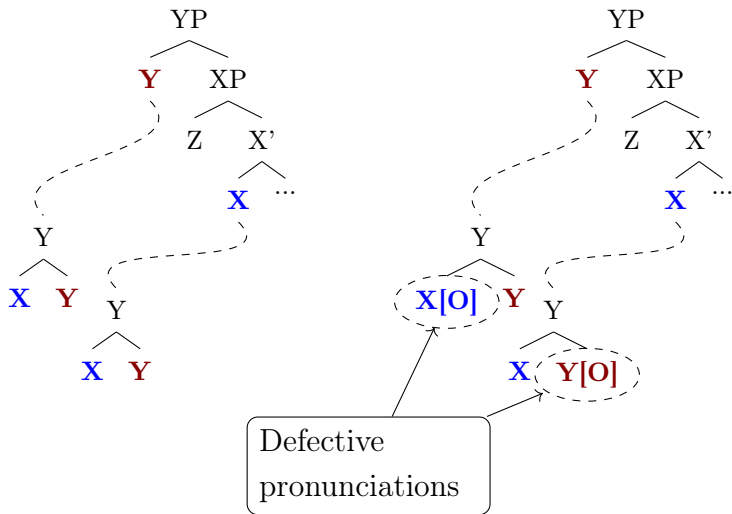 YP YP
Y XP Y XP
Z X' Z X'
X ... X ...
Y Y
X Y X[O] Y
Y Y
X Y X Y[O]
Defective
pronunciations